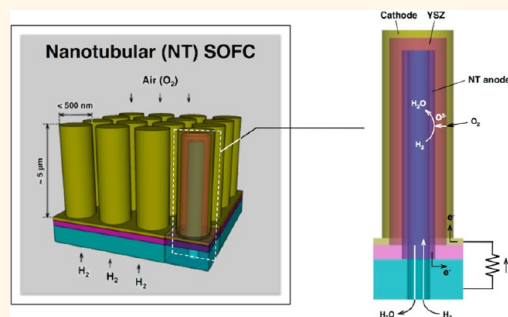 Nanotubular (NT) SOFC
Air (O₂)
< 500 nm
~ 5 μm
H₂
H₂
H₂
Cathode
YSZ
NT anode
H₂O
O²⁻
O₂
H₂
e⁻
e⁻
H₂O
H₂